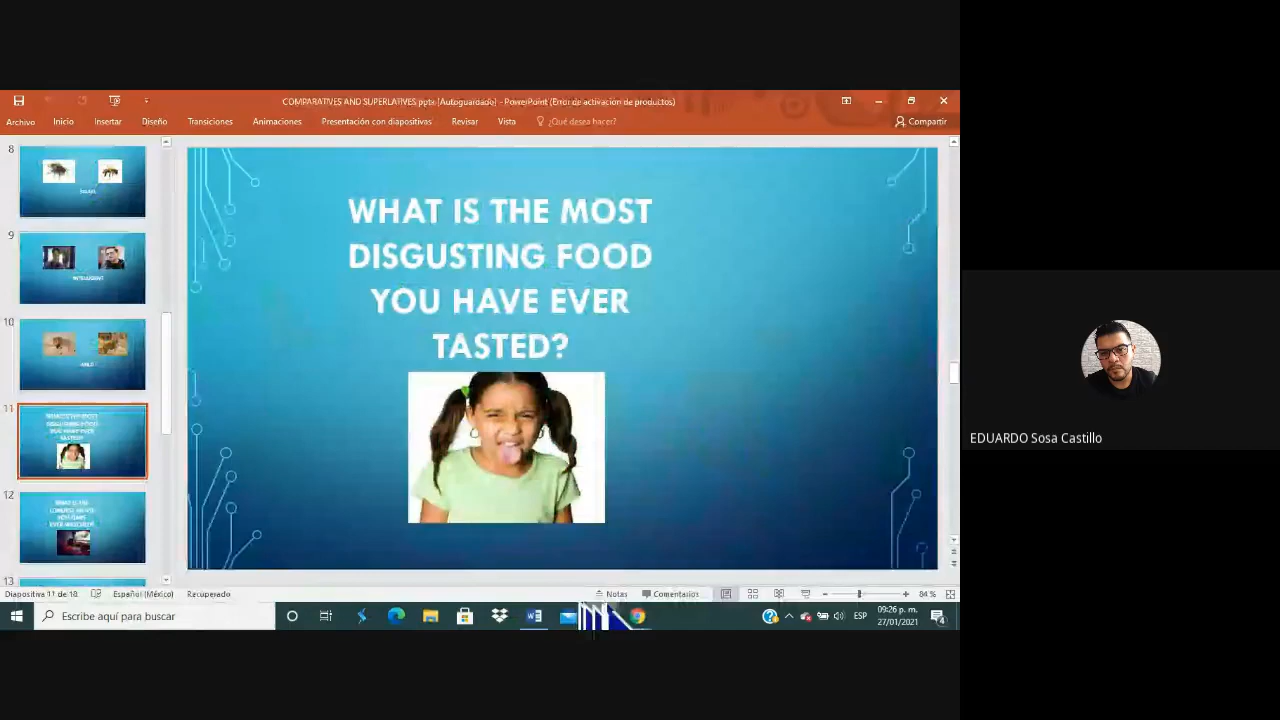 COMPARATIVES AND SUPERLATIVES.pptx [Autoguardado] - PowerPoint (Error de activación de productos)
Archivo Inicio Insertar Diseño Transiciones Animaciones Presentación con diapositivas Revisar Vista ¿Qué desea hacer? Compartir
8
9
INTELLIGENT
10
11
12
13
WHAT IS THE MOST
DISGUSTING FOOD
YOU HAVE EVER
TASTED?
EDUARDO Sosa Castillo
Diapositiva 11 de 18 Español (México) Recuperado Notas Comentarios 84 %
Escribe aquí para buscar ESP 09:26 p. m.
27/01/2021 4